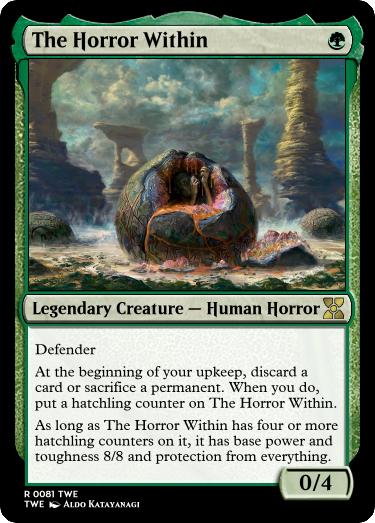 The Horror Within
Legendary Creature — Human Horror
Defender
At the beginning of your upkeep, discard a
card or sacrifice a permanent. When you do,
put a hatchling counter on The Horror Within.
As long as The Horror Within has four or more
hatchling counters on it, it has base power and
toughness 8/8 and protection from everything.
0/4
R 0081 TWE
TWE Aldo Katayanagi